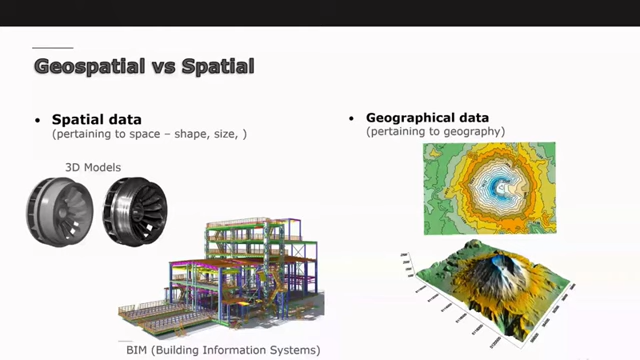 Geospatial vs Spatial
• Spatial data
(pertaining to space – shape, size, )
3D Models
BIM (Building Information Systems)
• Geographical data
(pertaining to geography)